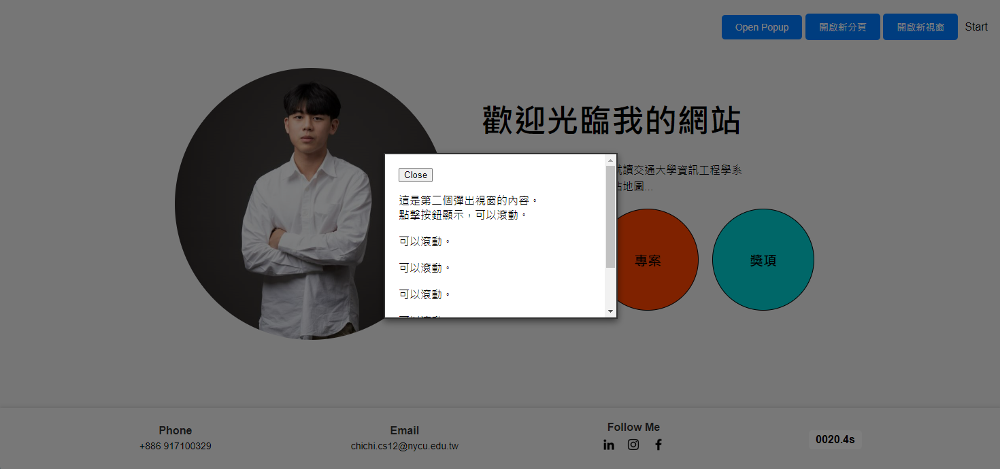 Open Popup
開啟新分頁
開啟新視窗
Start
歡迎光臨我的網站
就讀交通大學資訊工程學系
站地圖...
Close
這是第二個彈出視窗的內容。
點擊按鈕顯示，可以滾動。
可以滾動。
可以滾動。
可以滾動。
可以滾動。
專案
獎項
Phone
+886 917100329
Email
chichi.cs12@nycu.edu.tw
Follow Me
0020.4s